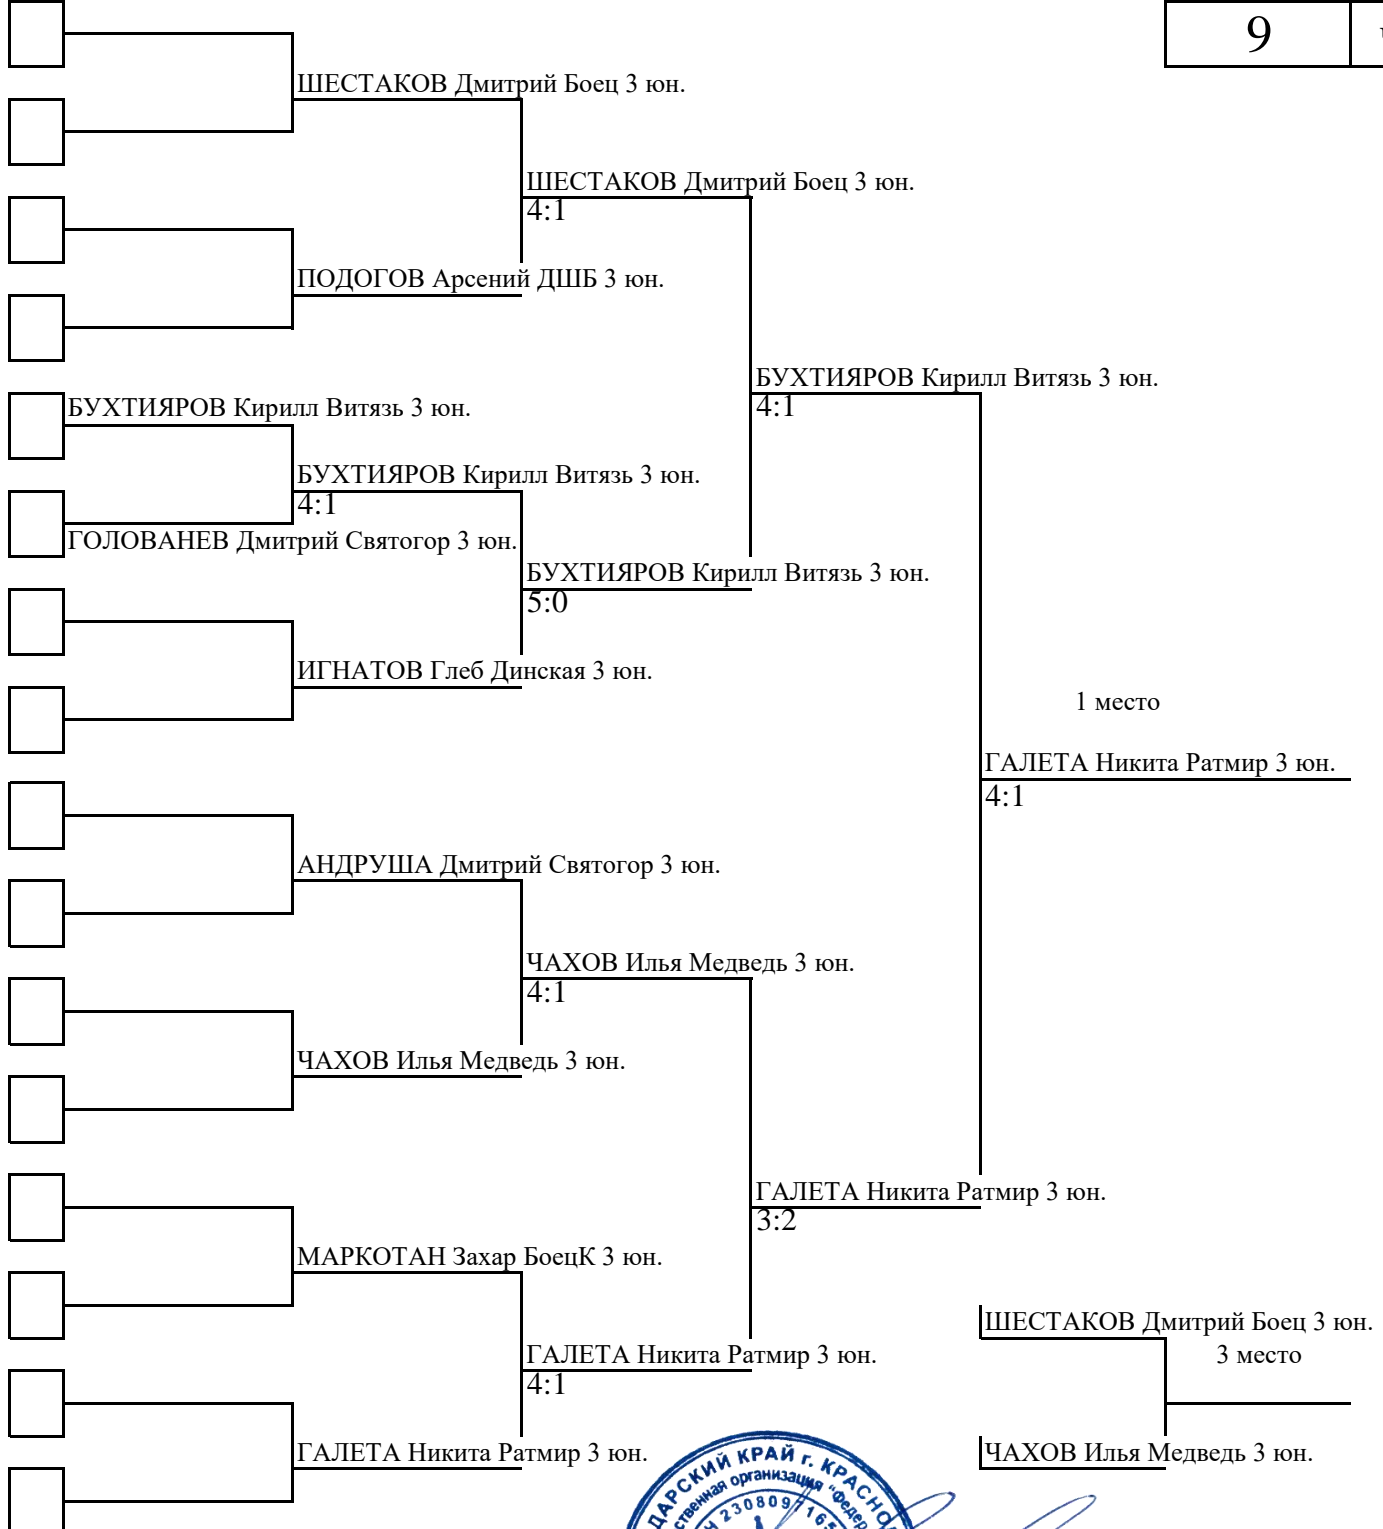 9
ШЕСТАКОВ Дмитрий Боец 3 юн.
ШЕСТАКОВ Дмитрий Боец 3 юн.
4:1
ПОДОГОВ Арсений ДШБ 3 юн.
БУХТИЯРОВ Кирилл Витязь 3 юн.
4:1
БУХТИЯРОВ Кирилл Витязь 3 юн.
БУХТИЯРОВ Кирилл Витязь 3 юн.
4:1
ГОЛОВАНЕВ Дмитрий Святогор 3 юн.
БУХТИЯРОВ Кирилл Витязь 3 юн.
5:0
ИГНАТОВ Глеб Динская 3 юн.
1 место
ГАЛЕТА Никита Ратмир 3 юн.
4:1
АНДРУША Дмитрий Святогор 3 юн.
ЧАХОВ Илья Медведь 3 юн.
4:1
ЧАХОВ Илья Медведь 3 юн.
ГАЛЕТА Никита Ратмир 3 юн.
3:2
МАРКОТАН Захар БоецК 3 юн.
ШЕСТАКОВ Дмитрий Боец 3 юн.
3 место
ГАЛЕТА Никита Ратмир 3 юн.
4:1
ГАЛЕТА Никита Ратмир 3 юн.
ЧАХОВ Илья Медведь 3 юн.
КРАЙ г.
организация